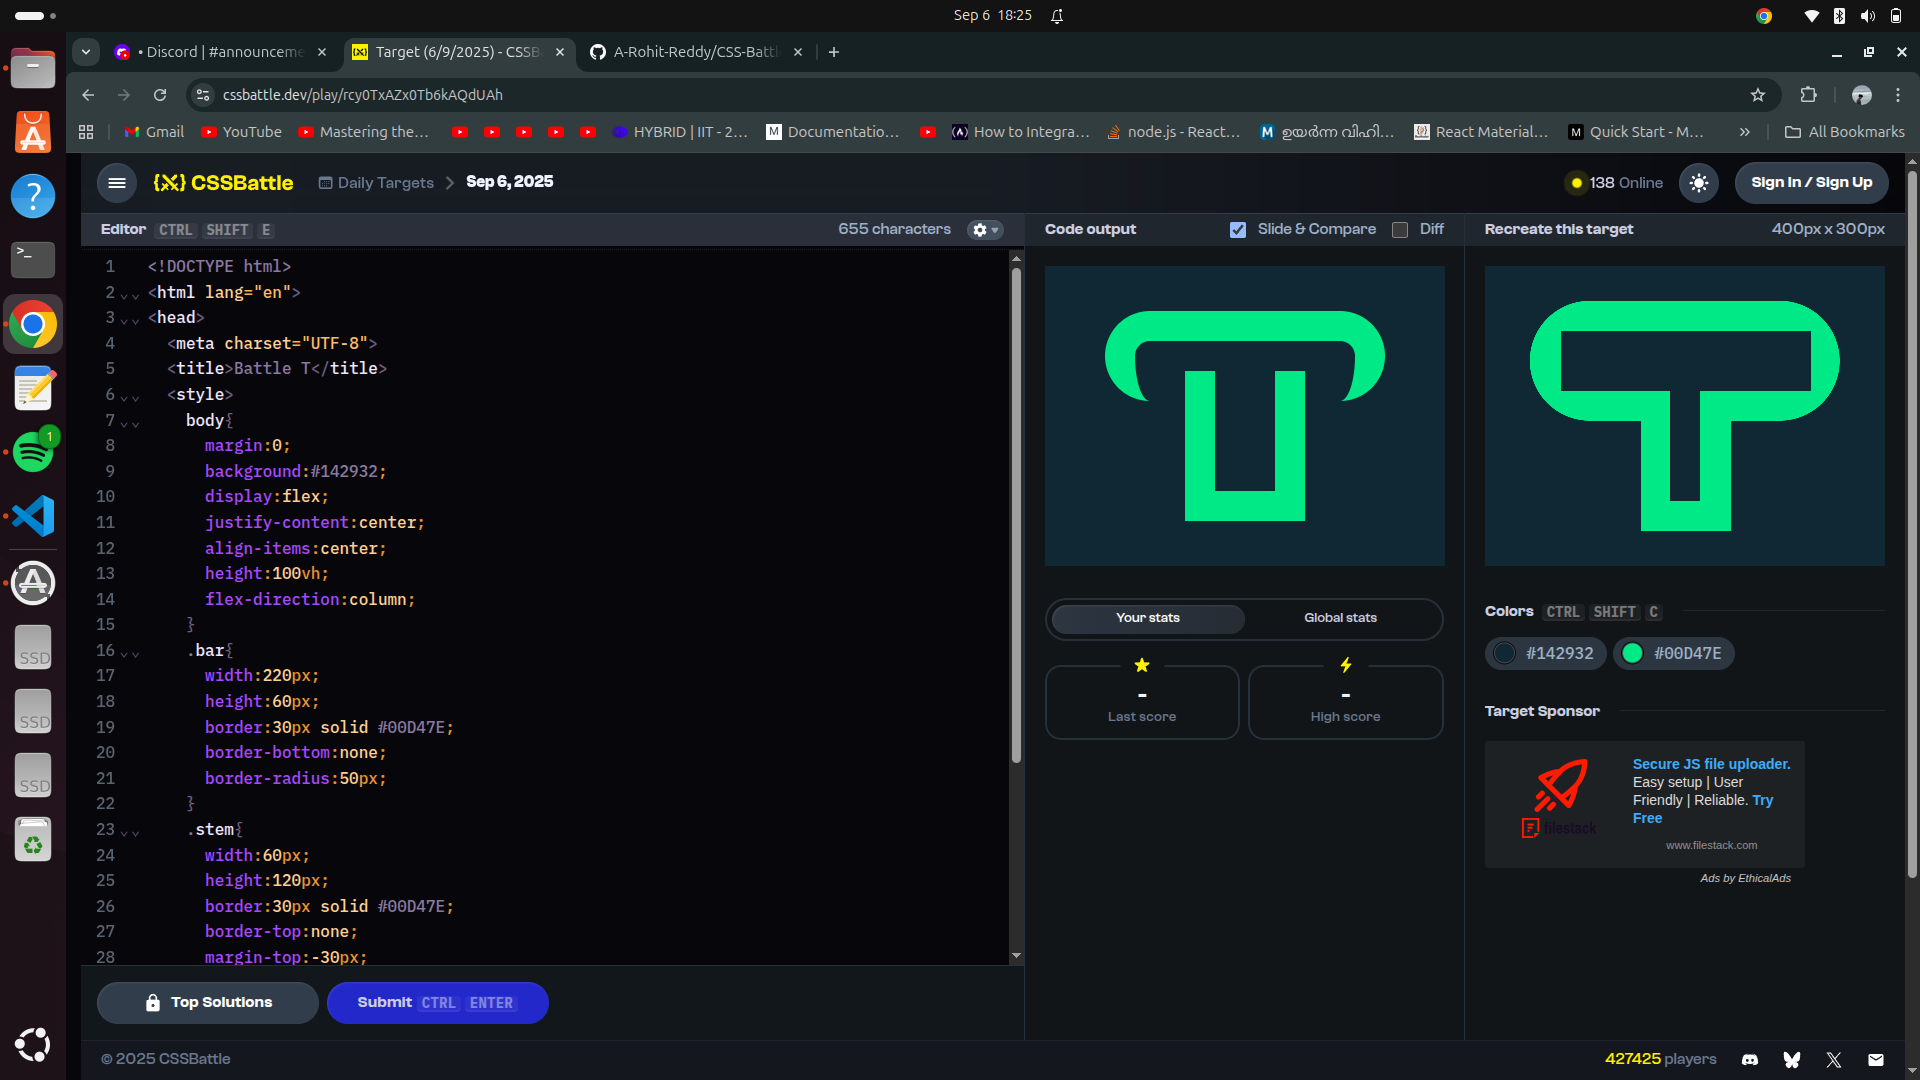 Sep 6 18:25
• Discord | #announceme
Target (6/9/2025) - CSSB
A-Rohit-Reddy/CSS-Battl
cssbattle.dev/play/rcy0TxAZx0Tb6kAQdUAh
Gmail
YouTube
Mastering the...
HYBRID | IIT - 2...
Documentatio...
How to Integra...
node.js - React...
ഉയർന്ന വിഹി...
React Material...
Quick Start - M...
All Bookmarks
CSSBattle
Daily Targets
Sep 6, 2025
138 Online
Sign In / Sign Up
Editor CTRL SHIFT E
655 characters
Code output
Slide & Compare
Diff
Recreate this target
400px x 300px
1 <!DOCTYPE html>
2 <html lang="en">
3 <head>
4 <meta charset="UTF-8">
5 <title>Battle T</title>
6 <style>
7 body{
8 margin:0;
9 background:#142932;
10 display:flex;
11 justify-content:center;
12 align-items:center;
13 height:100vh;
14 flex-direction:column;
15 }
16 .bar{
17 width:220px;
18 height:60px;
19 border:30px solid #00D47E;
20 border-bottom:none;
21 border-radius:50px;
22 }
23 .stem{
24 width:60px;
25 height:120px;
26 border:30px solid #00D47E;
27 border-top:none;
28 margin-top:-30px;
Your stats
Global stats
-
Last score
-
High score
Colors CTRL SHIFT C
#142932
#00D47E
Target Sponsor
filestack
Secure JS file uploader.
Easy setup | User
Friendly | Reliable. Try
Free
www.filestack.com
Ads by EthicalAds
Top Solutions
Submit CTRL ENTER
© 2025 CSSBattle
427425 players
1
SSD
SSD
SSD